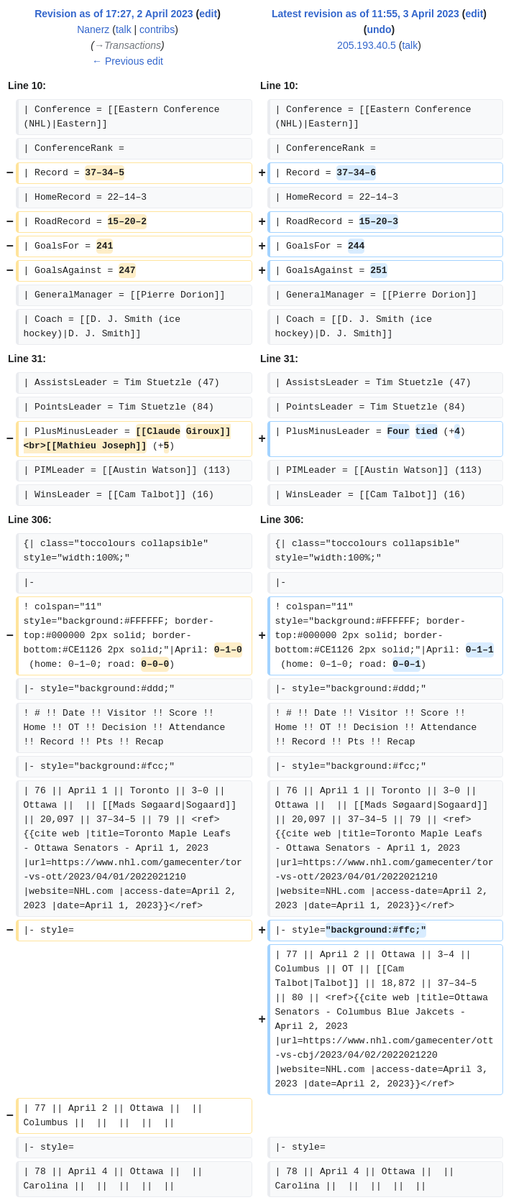 Revision as of 17:27, 2 April 2023 (edit)
Nanerz (talk | contribs)
(→Transactions)
← Previous edit
Latest revision as of 11:55, 3 April 2023 (edit)
(undo)
205.193.40.5 (talk)
Line 10:
Line 10:
| Conference = [[Eastern Conference
(NHL)|Eastern]]
| Conference = [[Eastern Conference
(NHL)|Eastern]]
| ConferenceRank =
| ConferenceRank =
− | Record = 37–34–5
+ | Record = 37–34–6
| HomeRecord = 22–14–3
| HomeRecord = 22–14–3
− | RoadRecord = 15–20–2
+ | RoadRecord = 15–20–3
− | GoalsFor = 241
+ | GoalsFor = 244
− | GoalsAgainst = 247
+ | GoalsAgainst = 251
| GeneralManager = [[Pierre Dorion]]
| GeneralManager = [[Pierre Dorion]]
| Coach = [[D. J. Smith (ice
hockey)|D. J. Smith]]
| Coach = [[D. J. Smith (ice
hockey)|D. J. Smith]]
Line 31:
Line 31:
| AssistsLeader = Tim Stuetzle (47)
| AssistsLeader = Tim Stuetzle (47)
| PointsLeader = Tim Stuetzle (84)
| PointsLeader = Tim Stuetzle (84)
− | PlusMinusLeader = [[Claude Giroux]]
<br>[[Mathieu Joseph]] (+5)
+ | PlusMinusLeader = Four tied (+4)
| PIMLeader = [[Austin Watson]] (113)
| PIMLeader = [[Austin Watson]] (113)
| WinsLeader = [[Cam Talbot]] (16)
| WinsLeader = [[Cam Talbot]] (16)
Line 306:
Line 306:
{| class="toccolours collapsible"
style="width:100%;"
{| class="toccolours collapsible"
style="width:100%;"
|-
|-
− ! colspan="11"
style="background:#FFFFFF; border-
top:#000000 2px solid; border-
bottom:#CE1126 2px solid;"|April: 0–1–0
(home: 0–1–0; road: 0–0–0)
+ ! colspan="11"
style="background:#FFFFFF; border-
top:#000000 2px solid; border-
bottom:#CE1126 2px solid;"|April: 0–1–1
(home: 0–1–0; road: 0–0–1)
|- style="background:#ddd;"
|- style="background:#ddd;"
! # !! Date !! Visitor !! Score !!
Home !! OT !! Decision !! Attendance
!! Record !! Pts !! Recap
! # !! Date !! Visitor !! Score !!
Home !! OT !! Decision !! Attendance
!! Record !! Pts !! Recap
|- style="background:#fcc;"
|- style="background:#fcc;"
| 76 || April 1 || Toronto || 3–0 ||
Ottawa ||  || [[Mads Søgaard|Sogaard]]
|| 20,097 || 37–34–5 || 79 || <ref>
{{cite web |title=Toronto Maple Leafs
- Ottawa Senators - April 1, 2023
|url=https://www.nhl.com/gamecenter/tor
-vs-ott/2023/04/01/2022021210
|website=NHL.com |access-date=April 2,
2023 |date=April 1, 2023}}</ref>
| 76 || April 1 || Toronto || 3–0 ||
Ottawa ||  || [[Mads Søgaard|Sogaard]]
|| 20,097 || 37–34–5 || 79 || <ref>
{{cite web |title=Toronto Maple Leafs
- Ottawa Senators - April 1, 2023
|url=https://www.nhl.com/gamecenter/tor
-vs-ott/2023/04/01/2022021210
|website=NHL.com |access-date=April 2,
2023 |date=April 1, 2023}}</ref>
− |- style=
+ |- style="background:#ffc;"
+ | 77 || April 2 || Ottawa || 3–4 ||
Columbus || OT || [[Cam
Talbot|Talbot]] || 18,872 || 37–34–5
|| 80 || <ref>{{cite web |title=Ottawa
Senators - Columbus Blue Jakcets -
April 2, 2023
|url=https://www.nhl.com/gamecenter/ott
-vs-cbj/2023/04/02/2022021220
|website=NHL.com |access-date=April 3,
2023 |date=April 2, 2023}}</ref>
− | 77 || April 2 || Ottawa ||  ||
Columbus ||  ||  ||  ||  ||  ||
|- style=
|- style=
| 78 || April 4 || Ottawa ||  ||
Carolina ||  ||  ||  ||  ||  ||
| 78 || April 4 || Ottawa ||  ||
Carolina ||  ||  ||  ||  ||  ||